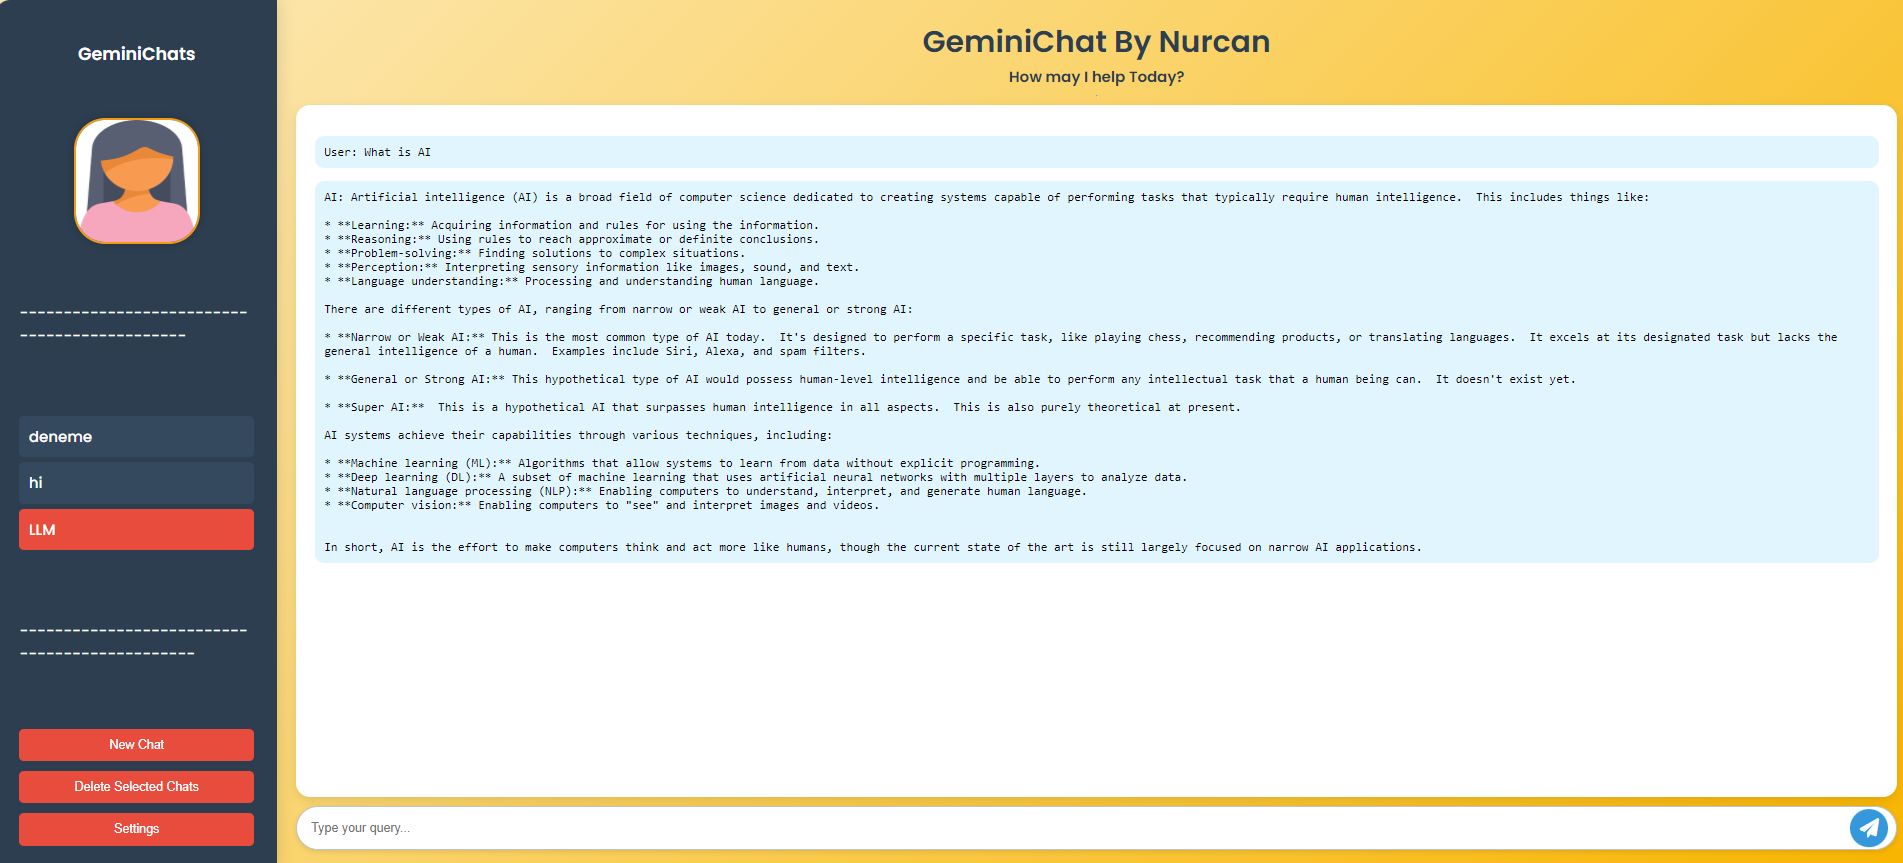 GeminiChats
--------------------------
-------------------
deneme
hi
LLM
--------------------------
--------------------
New Chat
Delete Selected Chats
Settings
GeminiChat By Nurcan
How may I help Today?
User: What is AI
AI: Artificial intelligence (AI) is a broad field of computer science dedicated to creating systems capable of performing tasks that typically require human intelligence.  This includes things like:
* **Learning:** Acquiring information and rules for using the information.
* **Reasoning:** Using rules to reach approximate or definite conclusions.
* **Problem-solving:** Finding solutions to complex situations.
* **Perception:** Interpreting sensory information like images, sound, and text.
* **Language understanding:** Processing and understanding human language.
There are different types of AI, ranging from narrow or weak AI to general or strong AI:
* **Narrow or Weak AI:** This is the most common type of AI today.  It's designed to perform a specific task, like playing chess, recommending products, or translating languages.  It excels at its designated task but lacks the
general intelligence of a human.  Examples include Siri, Alexa, and spam filters.
* **General or Strong AI:** This hypothetical type of AI would possess human-level intelligence and be able to perform any intellectual task that a human being can.  It doesn't exist yet.
* **Super AI:**  This is a hypothetical AI that surpasses human intelligence in all aspects.  This is also purely theoretical at present.
AI systems achieve their capabilities through various techniques, including:
* **Machine learning (ML):** Algorithms that allow systems to learn from data without explicit programming.
* **Deep learning (DL):** A subset of machine learning that uses artificial neural networks with multiple layers to analyze data.
* **Natural language processing (NLP):** Enabling computers to understand, interpret, and generate human language.
* **Computer vision:** Enabling computers to "see" and interpret images and videos.
In short, AI is the effort to make computers think and act more like humans, though the current state of the art is still largely focused on narrow AI applications.
Type your query...